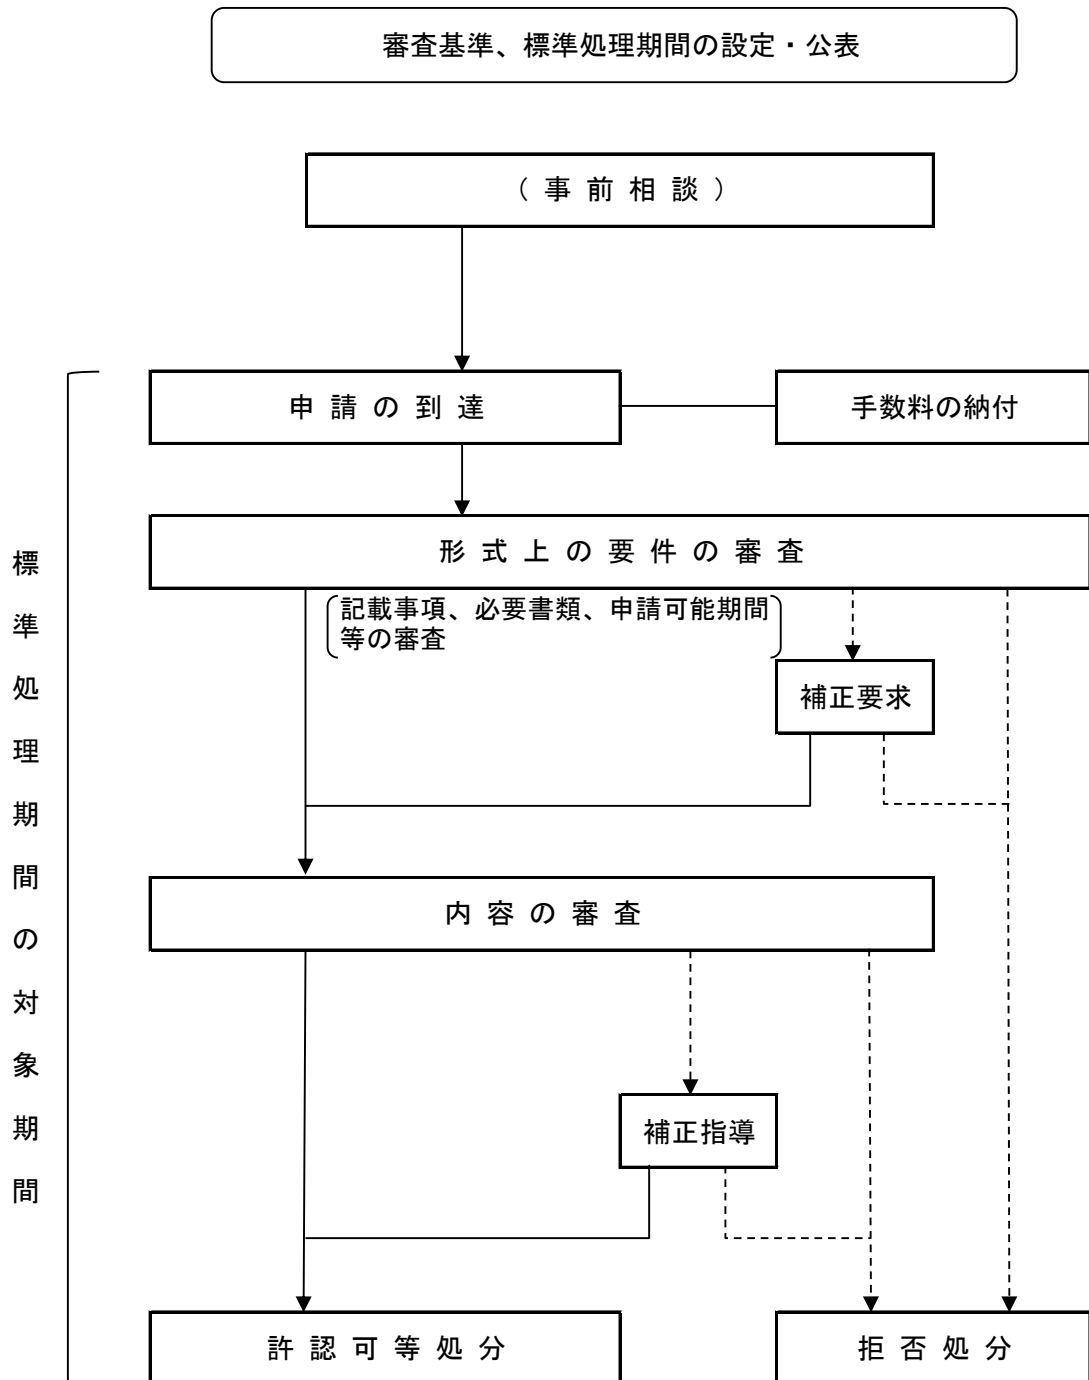 審査基準、標準処理期間の設定・公表
（事前相談）
申請の到達
手数料の納付
形式上の要件の審査
記載事項、必要書類、申請可能期間
等の審査
補正要求
内容の審査
補正指導
許認可等処分
拒否処分
標準処理期間の対象期間